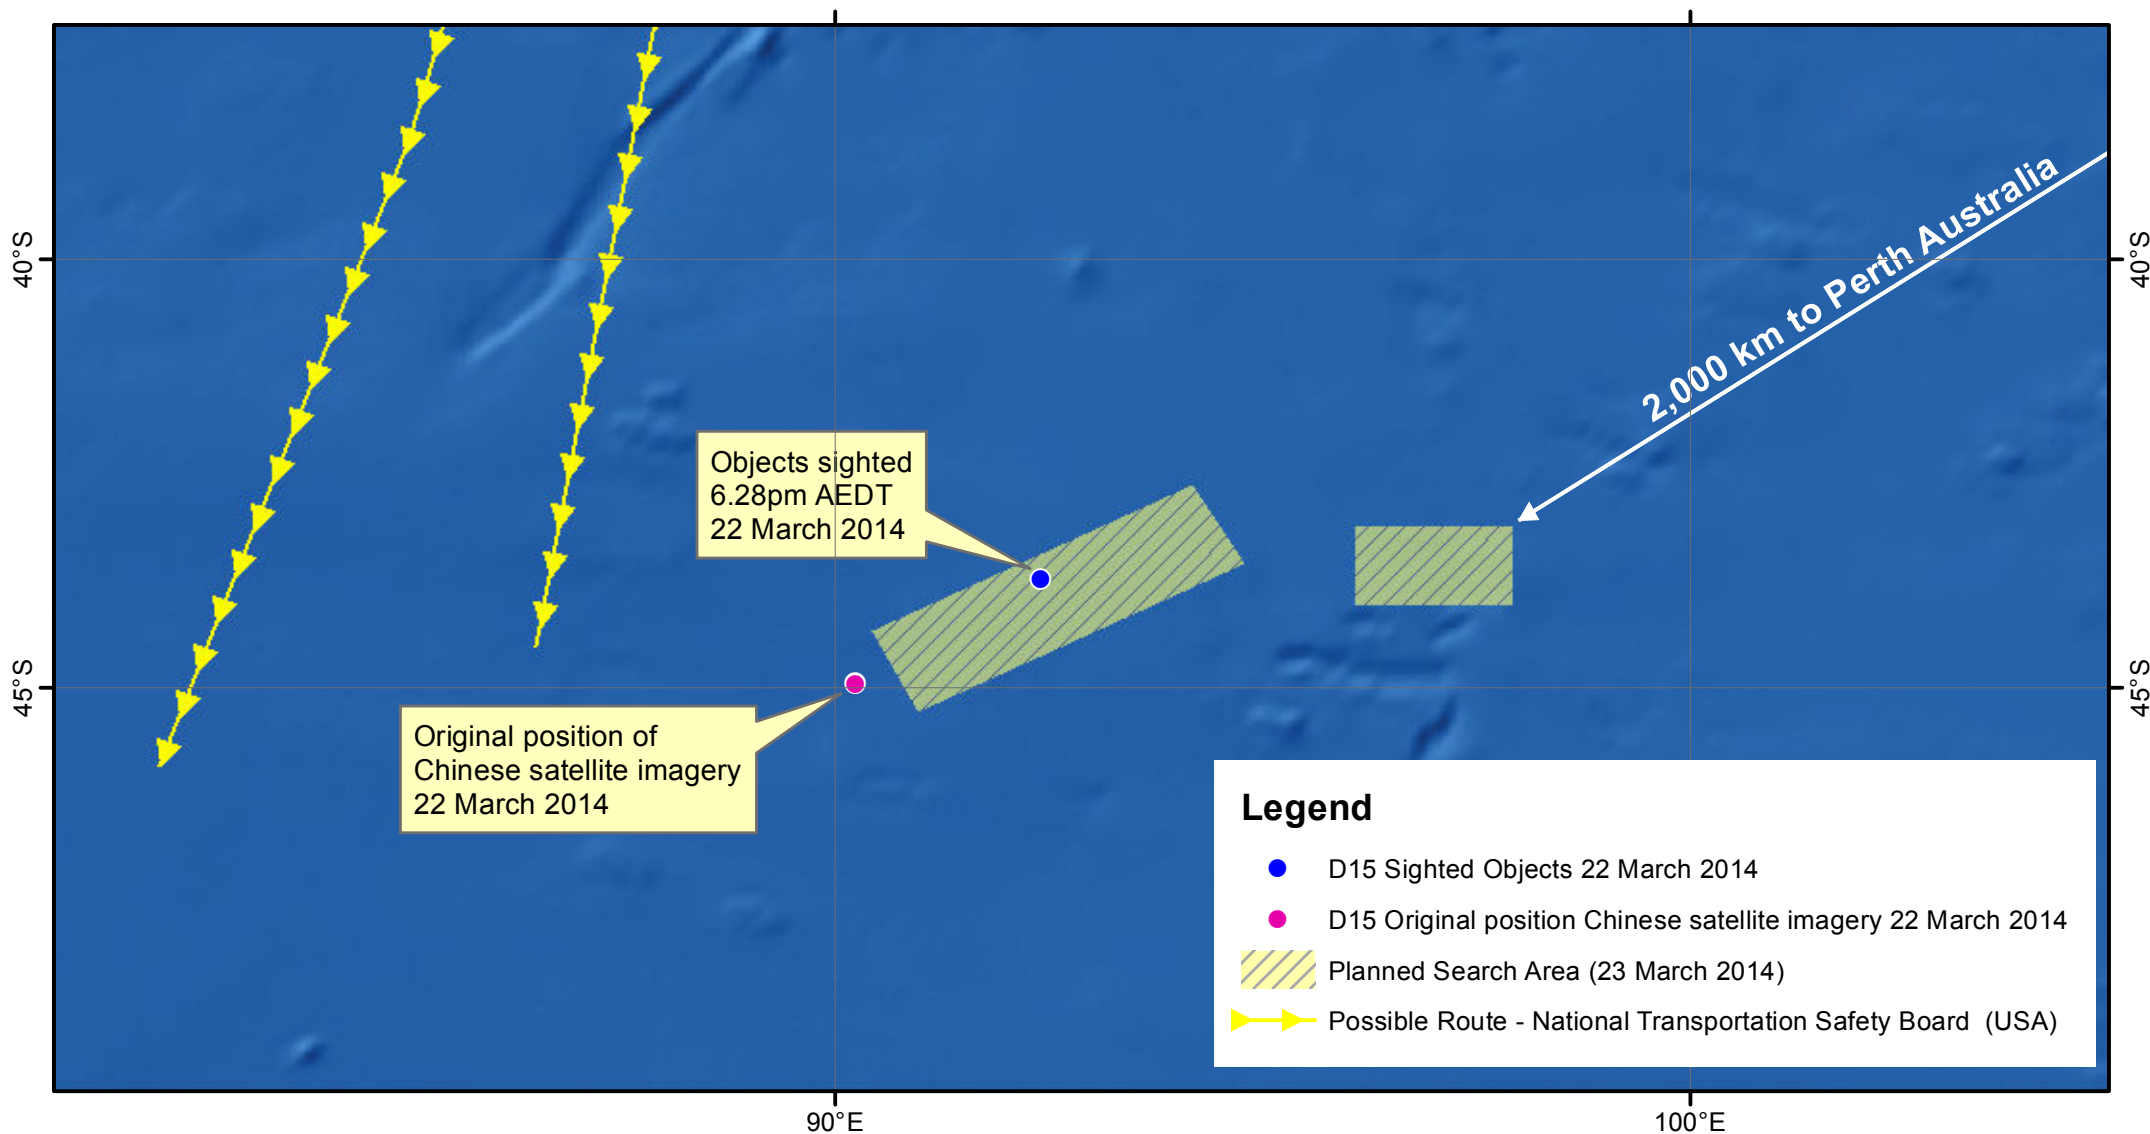 40°S
40°S
2,000 km to Perth Australia
Objects sighted
6.28pm AEDT
22 March 2014
45°S
45°S
Original position of
Chinese satellite imagery
22 March 2014
Legend
D15 Sighted Objects 22 March 2014
D15 Original position Chinese satellite imagery 22 March 2014
Planned Search Area (23 March 2014)
Possible Route - National Transportation Safety Board (USA)
90°E
100°E